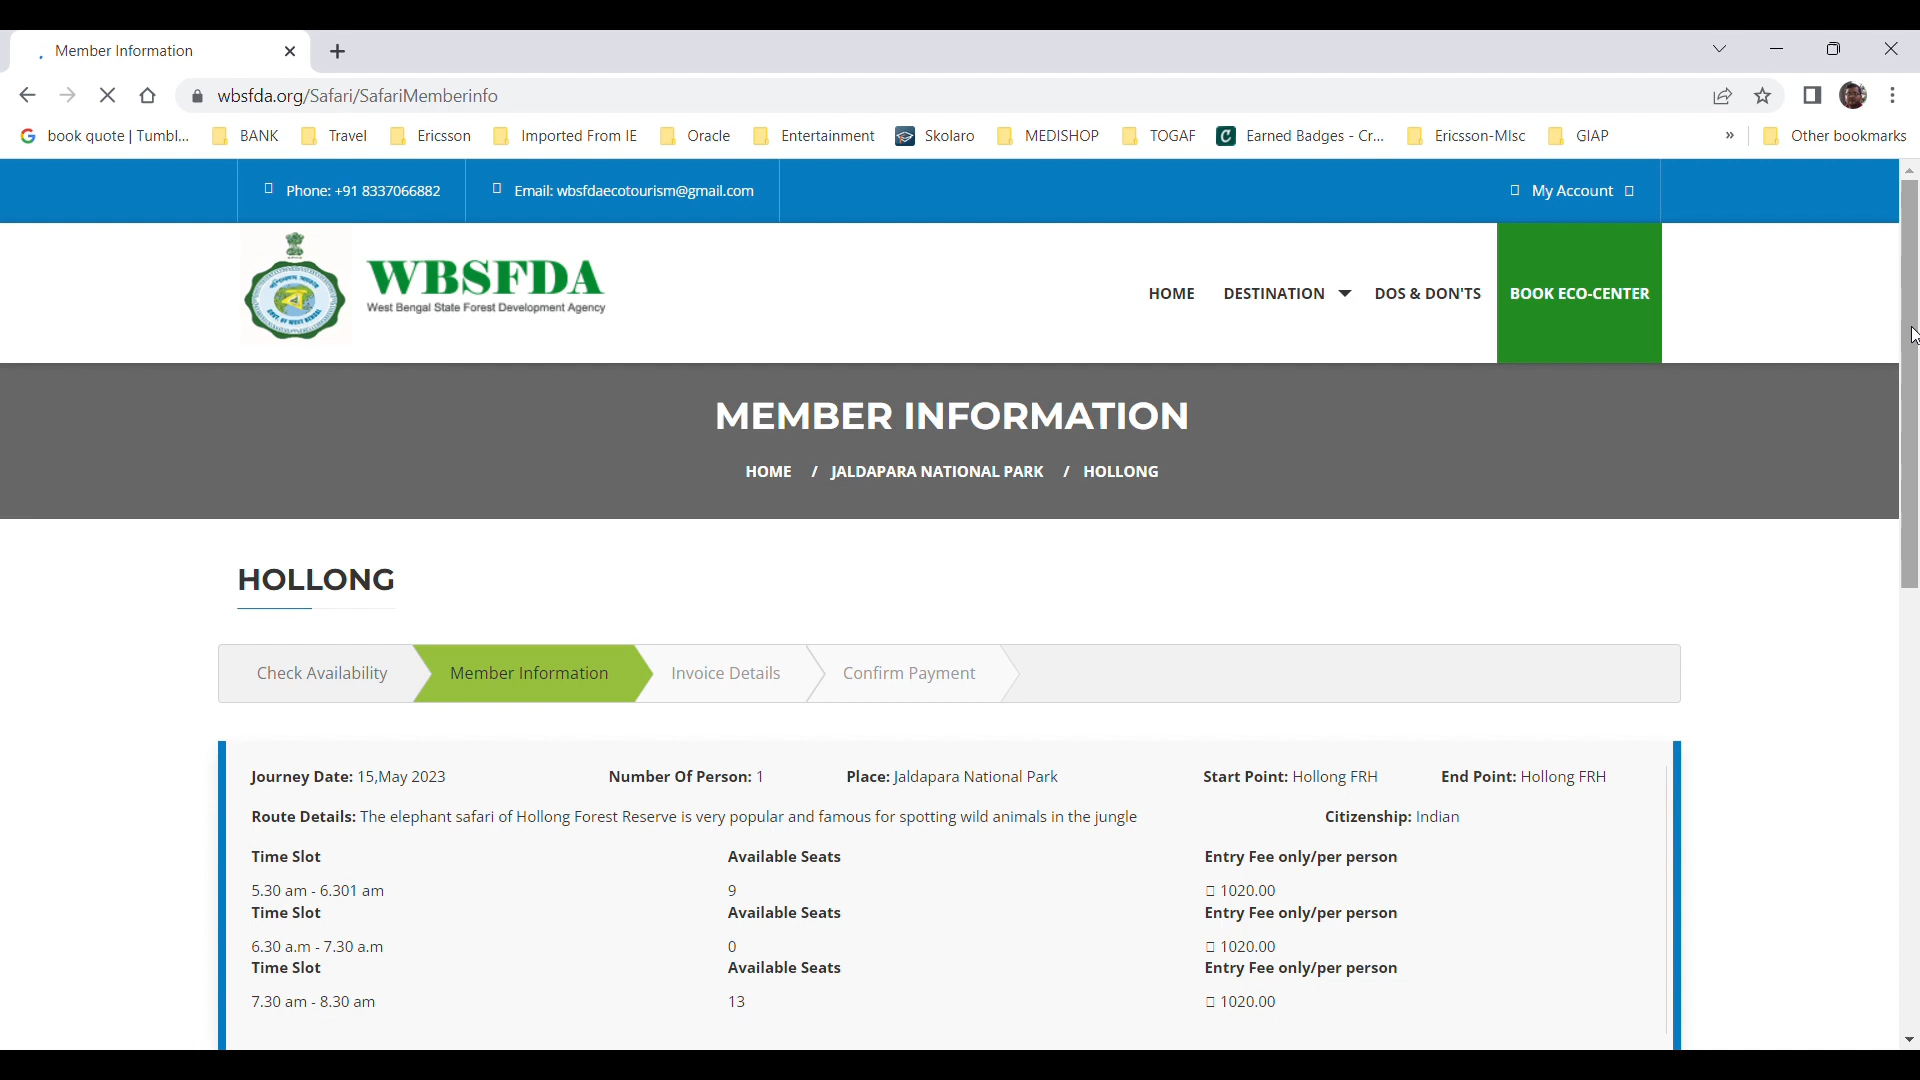 Member Information
wbsfda.org/Safari/SafariMemberinfo
book quote | Tumbl... BANK Travel Ericsson Imported From IE Oracle Entertainment Skolaro MEDISHOP TOGAF Earned Badges - Cr... Ericsson-MIsc GIAP » Other bookmarks
Phone: +91 8337066882 Email: wbsfdaecotourism@gmail.com My Account
WBSFDA
West Bengal State Forest Development Agency
HOME DESTINATION DOS & DON'TS BOOK ECO-CENTER
MEMBER INFORMATION
HOME / JALDAPARA NATIONAL PARK / HOLLONG
HOLLONG
Check Availability Member Information Invoice Details Confirm Payment
Journey Date: 15,May 2023 Number Of Person: 1 Place: Jaldapara National Park Start Point: Hollong FRH End Point: Hollong FRH
Route Details: The elephant safari of Hollong Forest Reserve is very popular and famous for spotting wild animals in the jungle Citizenship: Indian
Time Slot Available Seats Entry Fee only/per person
5.30 am - 6.301 am 9 1020.00
Time Slot Available Seats Entry Fee only/per person
6.30 a.m - 7.30 a.m 0 1020.00
Time Slot Available Seats Entry Fee only/per person
7.30 am - 8.30 am 13 1020.00